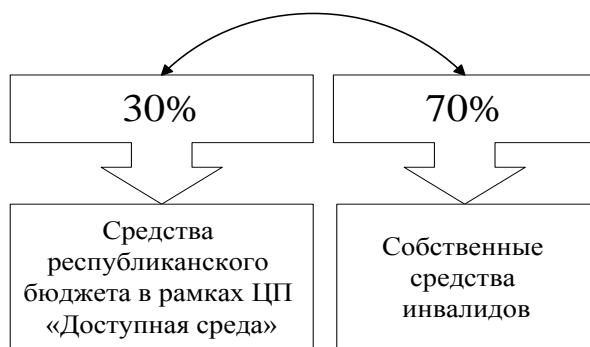 30%
70%
Средства
республиканского
бюджета в рамках ЦП
«Доступная среда»
Собственные
средства
инвалидов